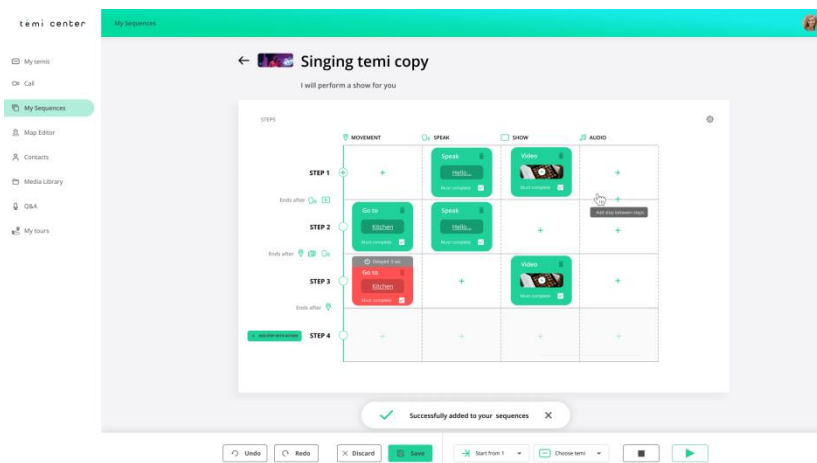 temi center
My Sequences
My temis
Call
My Sequences
Map Editor
Contacts
Media Library
Q&A
My tours
Singing temi copy
I will perform a show for you
STEPS
MOVEMENT SPEAK SHOW AUDIO
Speak Video
STEP 1 Hello...
Must complete Must complete
Ends after
Add step between steps
Go to Speak
STEP 2 Kitchen Hello...
Must complete Must complete
Ends after
Delayed 3 sec
Go to Video
STEP 3 Kitchen
Must complete Must complete
Ends after
STEP 4
Successfully added to your sequences
Undo Redo Discard Save Start from 1 Choose temi